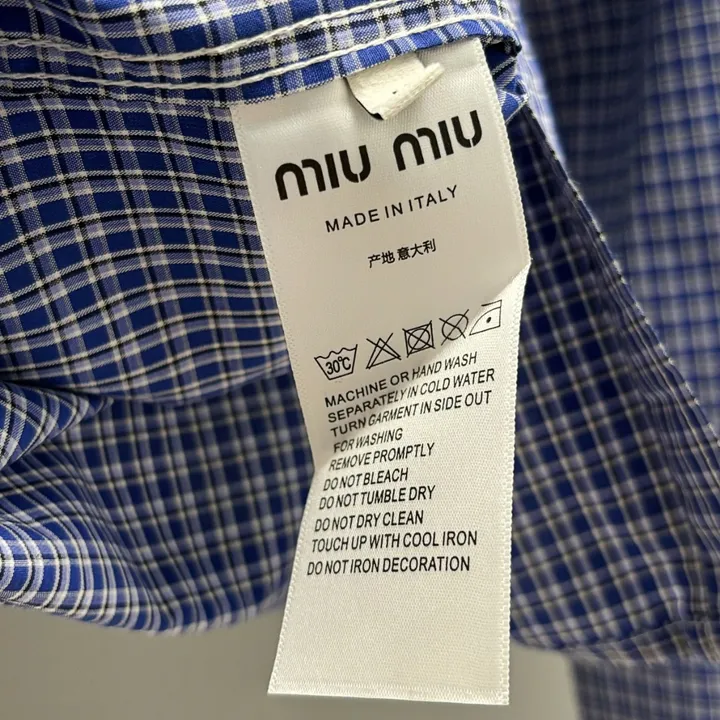 miu miu
MADE IN ITALY
产地 意大利
30℃
MACHINE OR HAND WASH
SEPARATELY IN COLD WATER
TURN GARMENT IN SIDE OUT
FOR WASHING
REMOVE PROMPTLY
DO NOT BLEACH
DO NOT TUMBLE DRY
DO NOT DRY CLEAN
TOUCH UP WITH COOL IRON
DO NOT IRON DECORATION